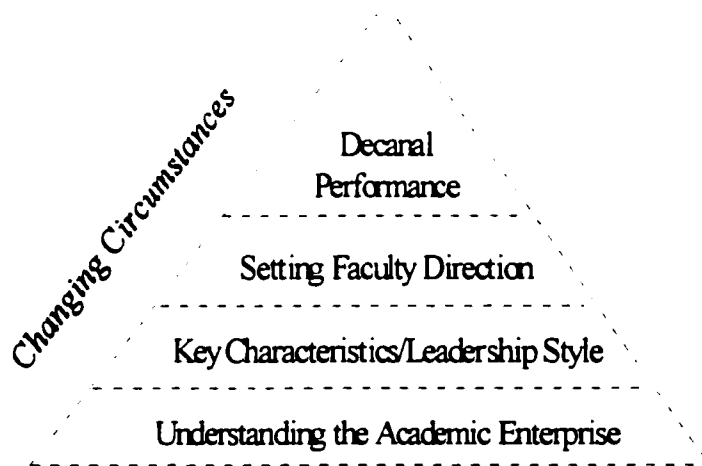 Changing Circumstances
Decanal
Performance
Setting Faculty Direction
Key Characteristics/Leadership Style
Understanding the Academic Enterprise